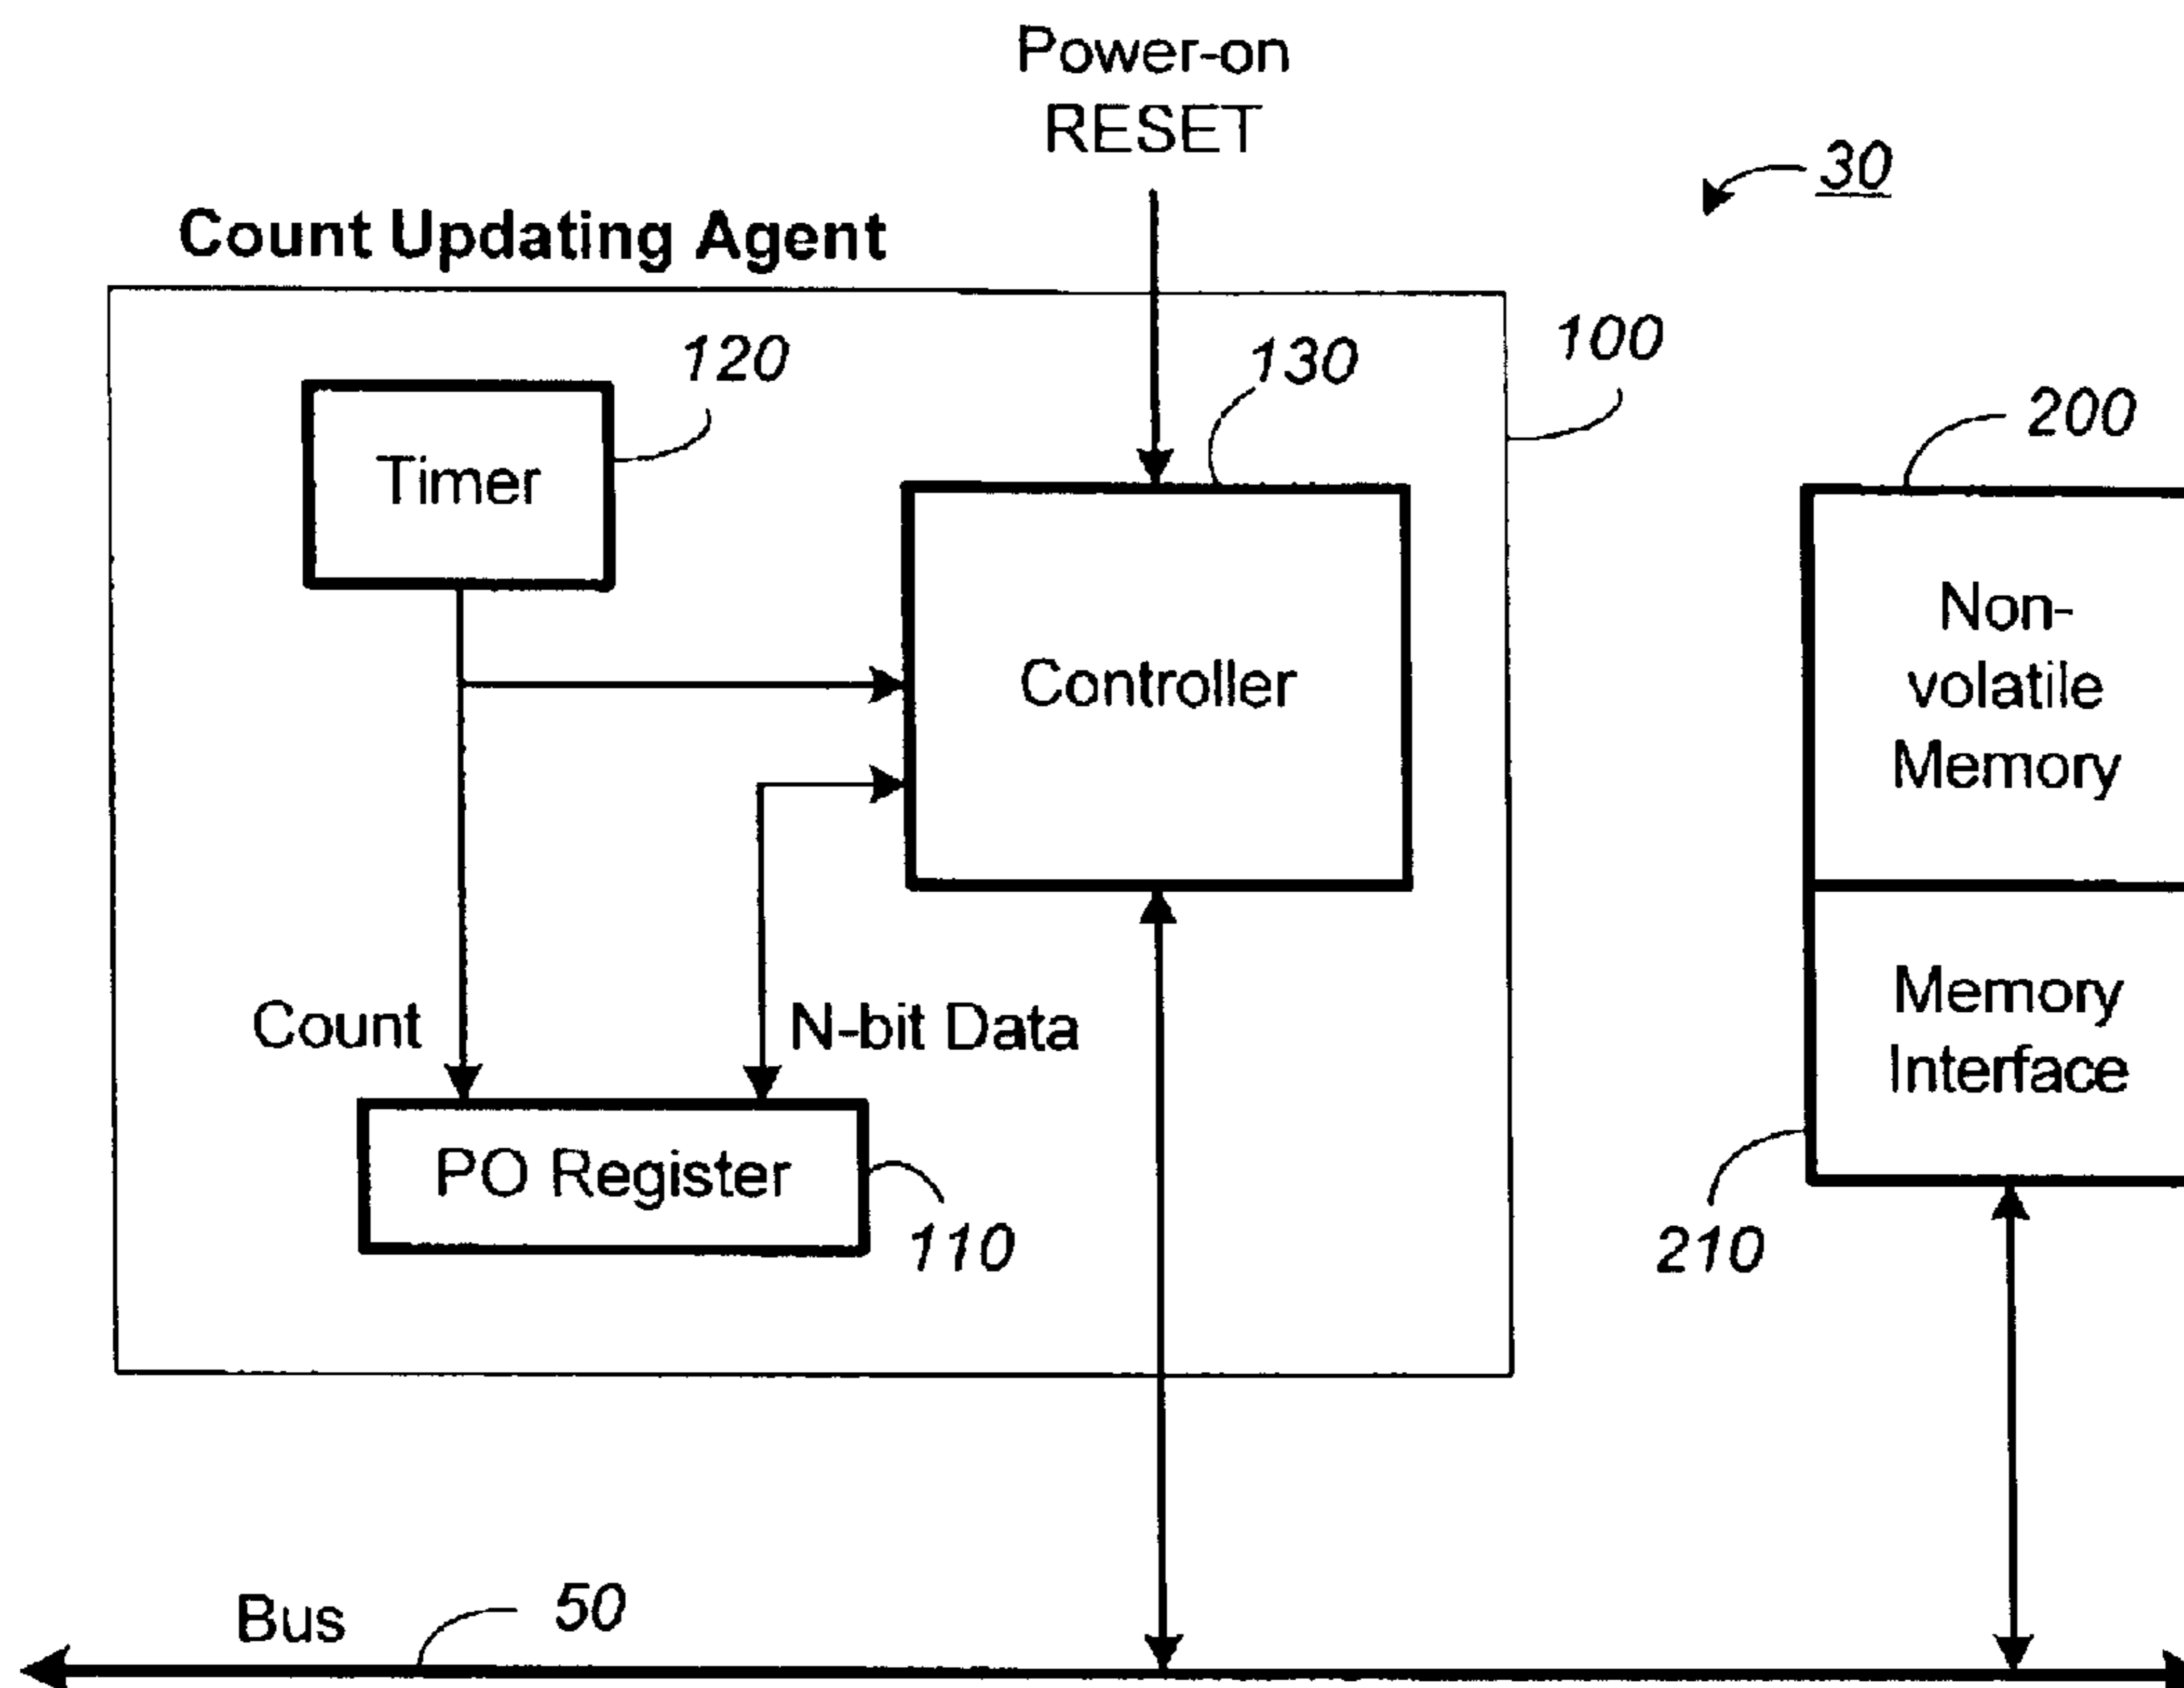 Power-on
RESET
30
Count Updating Agent
120
130
100
200
Timer
Controller
Non-
volatile
Memory
Count
N-bit Data
Memory
Interface
PO Register
110
210
Bus
50